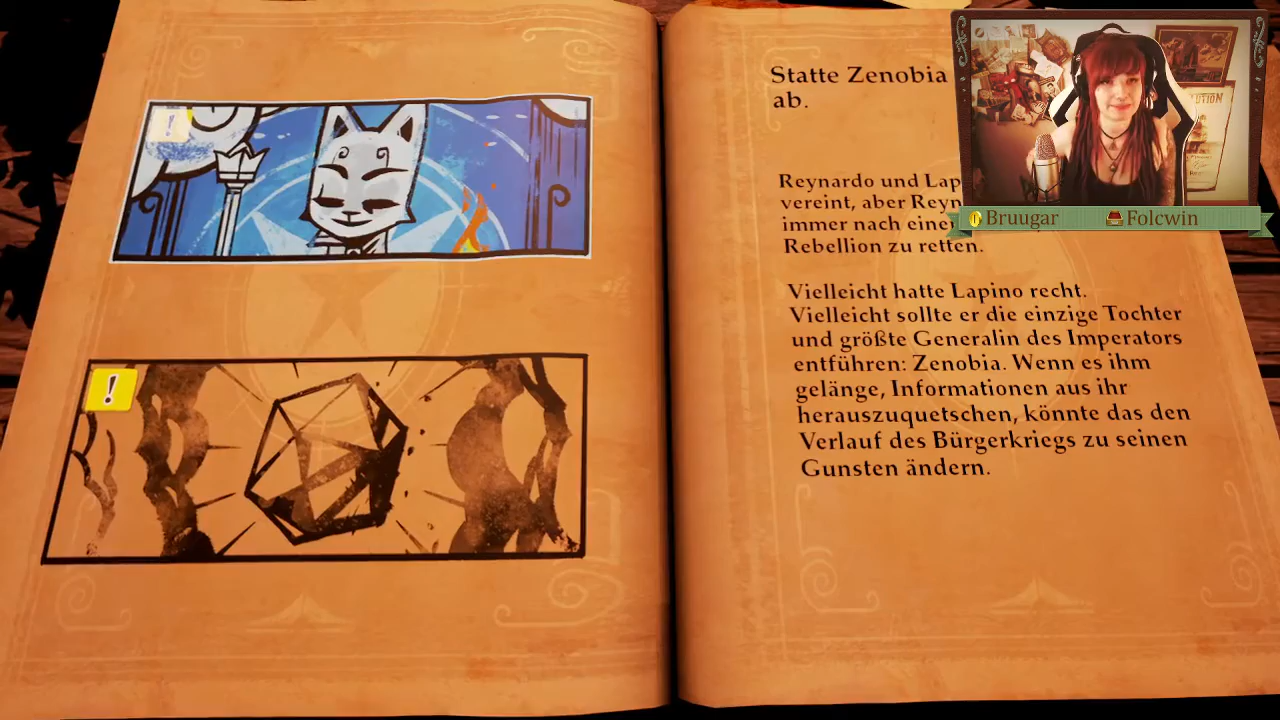 Statte Zenobia
ab.
Reynardo und Lap
vereint, aber Reyn
immer nach eine
Rebellion zu retten.
Vielleicht hatte Lapino recht.
Vielleicht sollte er die einzige Tochter
und größte Generalin des Imperators
entführen: Zenobia. Wenn es ihm
gelänge, Informationen aus ihr
herauszuquetschen, könnte das den
Verlauf des Bürgerkriegs zu seinen
Gunsten ändern.
!
!
Bruugar
Folcwin